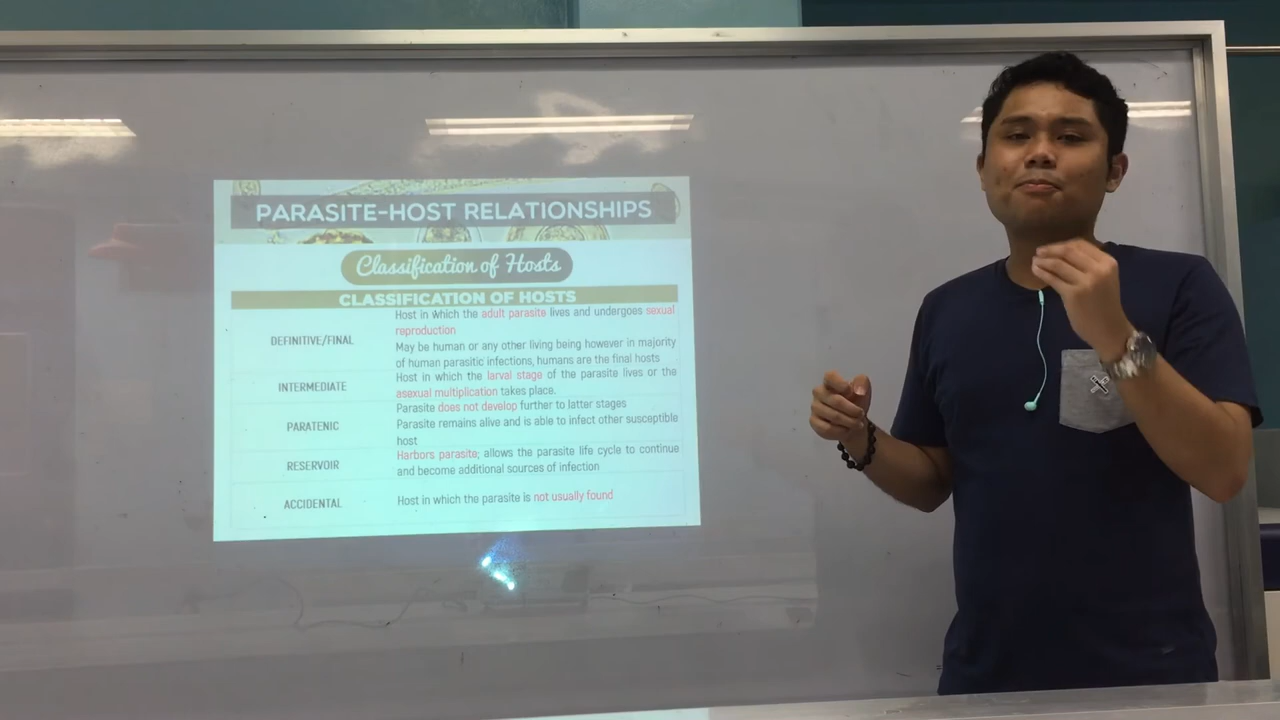 PARASITE-HOST RELATIONSHIPS
Classification of Hosts
CLASSIFICATION OF HOSTS
DEFINITIVE/FINAL
Host in which the adult parasite lives and undergoes sexual
reproduction
May be human or any other living being however in majority
of human parasitic infections, humans are the final hosts
INTERMEDIATE
Host in which the larval stage of the parasite lives or the
asexual multiplication takes place.
PARATENIC
Parasite does not develop further to latter stages
Parasite remains alive and is able to infect other susceptible
host
RESERVOIR
Harbors parasite; allows the parasite life cycle to continue
and become additional sources of infection
ACCIDENTAL
Host in which the parasite is not usually found